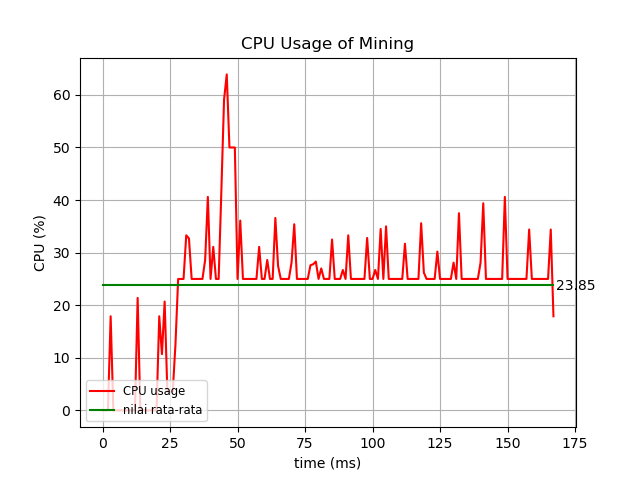 CPU Usage of Mining
CPU (%)
60
50
40
30
20
10
0
23.85
CPU usage
nilai rata-rata
0 25 50 75 100 125 150 175
time (ms)